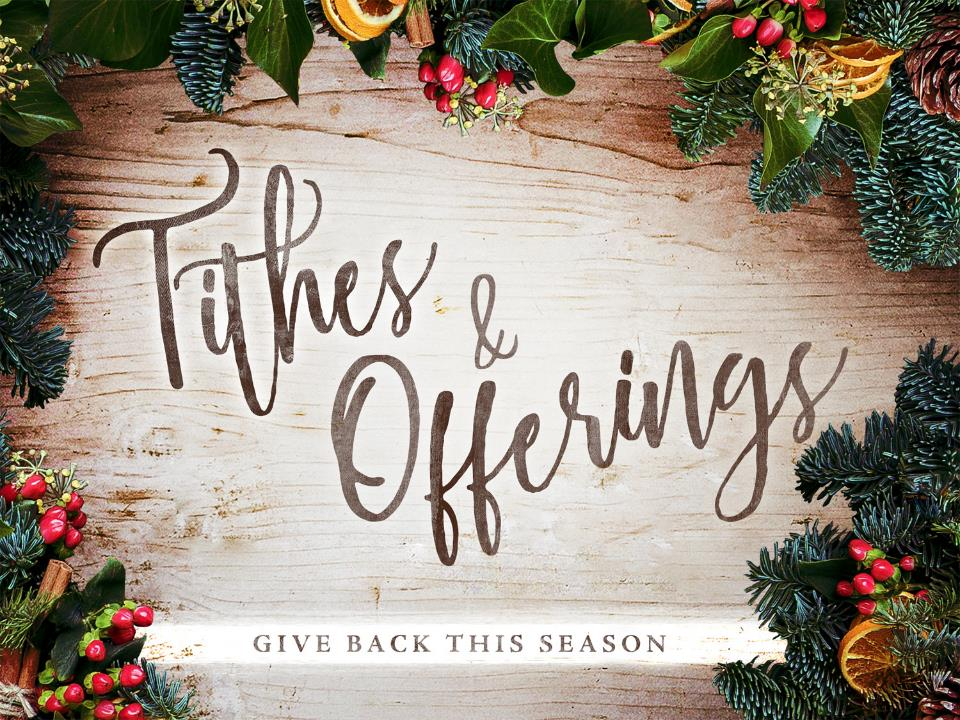 Tithes
&
Offerings
GIVE BACK THIS SEASON